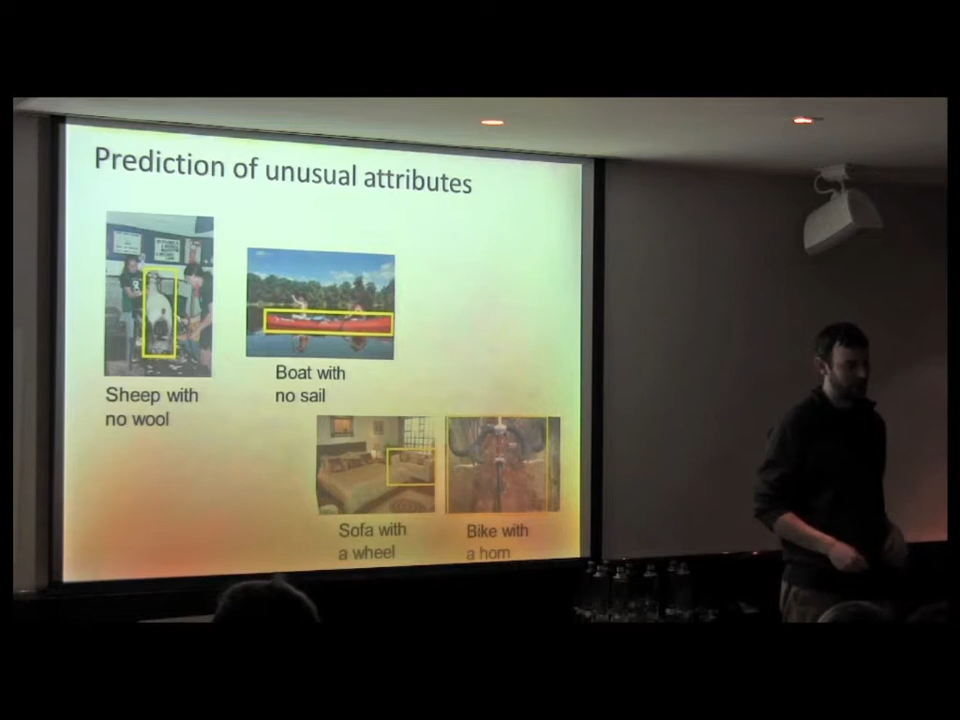 Prediction of unusual attributes
Sheep with
no wool
Boat with
no sail
Sofa with
a wheel
Bike with
a horn